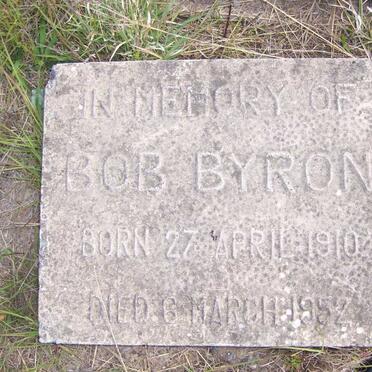 IN MEMORY OF
BOB BYRON
BORN 27 APRIL 1910
DIED 6 MARCH 1952